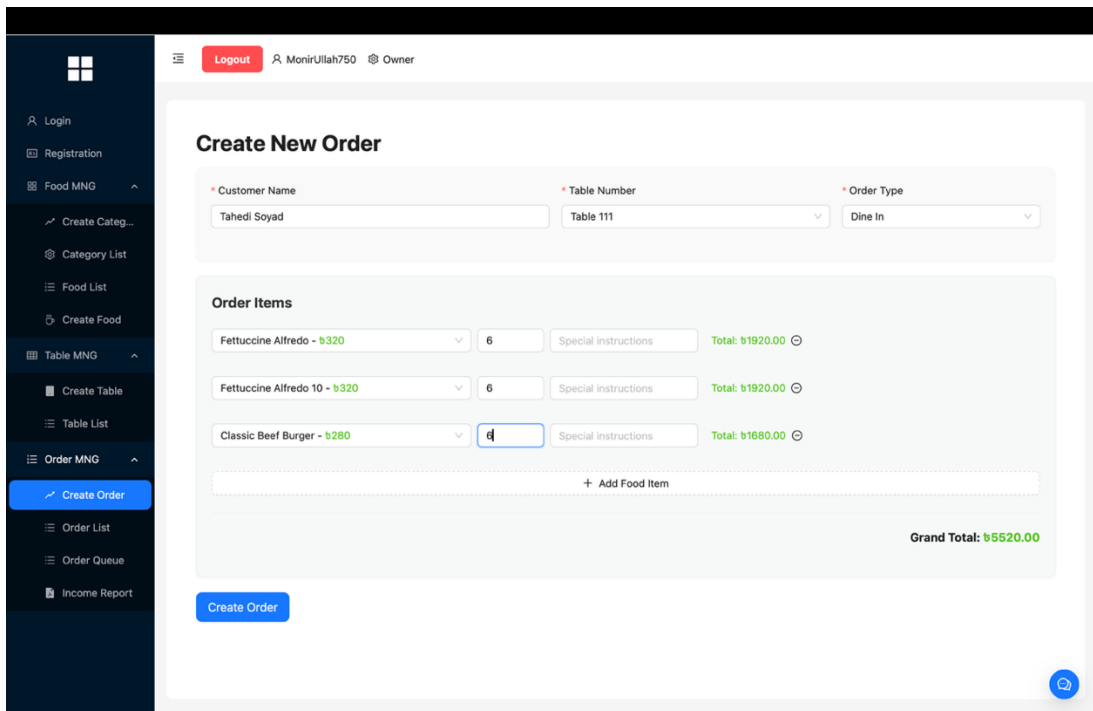 Logout MonirUllah750 Owner
Login
Registration
Food MNG
Create Categ...
Category List
Food List
Create Food
Table MNG
Create Table
Table List
Order MNG
Create Order
Order List
Order Queue
Income Report
Create New Order
* Customer Name * Table Number * Order Type
Tahedi Soyad Table 111 Dine In
Order Items
Fettuccine Alfredo - ৳320 6 Special instructions Total: ৳1920.00
Fettuccine Alfredo 10 - ৳320 6 Special instructions Total: ৳1920.00
Classic Beef Burger - ৳280 6 Special instructions Total: ৳1680.00
+ Add Food Item
Grand Total: ৳5520.00
Create Order